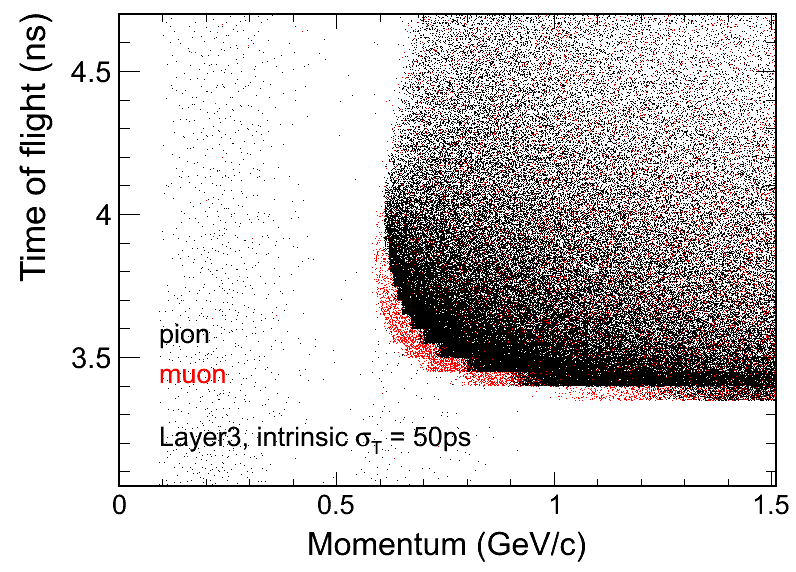 Time of flight (ns)
4.5
4
3.5
pion
muon
Layer3, intrinsic σT = 50ps
0 0.5 1 1.5
Momentum (GeV/c)